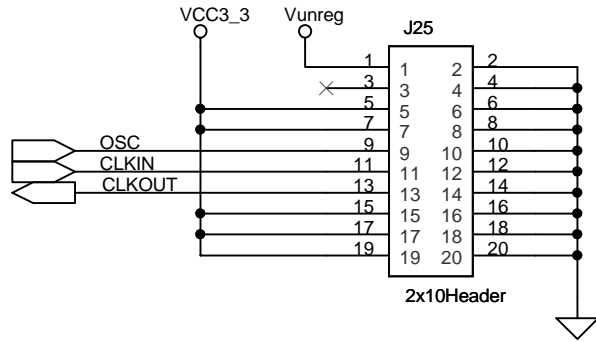 VCC3_3 Vunreg
J25
1 1 2 2
3 3 4 4
5 5 6 6
7 7 8 8
OSC 9 9 10 10
CLKIN 11 11 12 12
CLKOUT 13 13 14 14
15 15 16 16
17 17 18 18
19 19 20 20
2x10Header